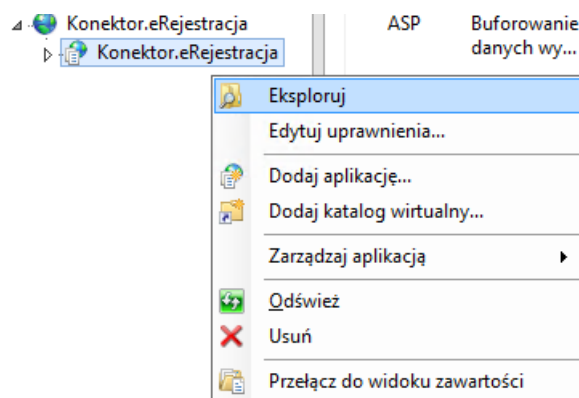 Konektor.eRejestracja
ASP
Buforowanie
danych wy...
Konektor.eRejestracja
Eksploruj
Edytuj uprawnienia...
Dodaj aplikację...
Dodaj katalog wirtualny...
Zarządzaj aplikacją
Odśwież
Usuń
Przełącz do widoku zawartości